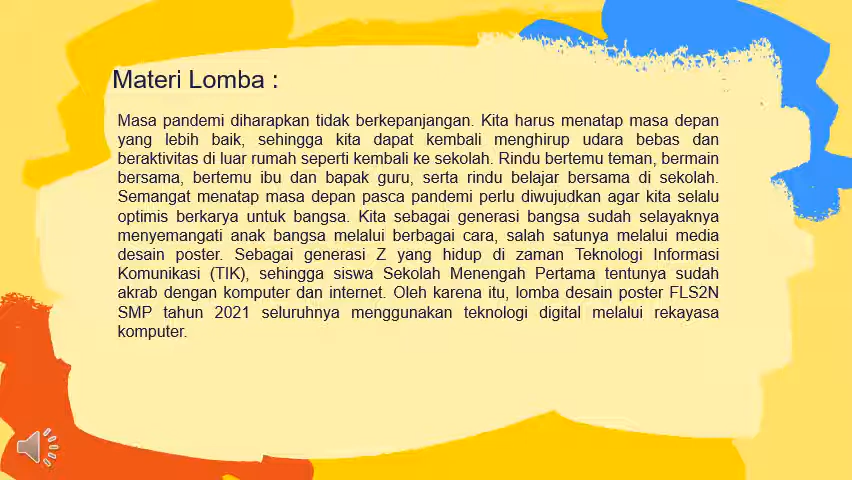 Materi Lomba :
Masa pandemi diharapkan tidak berkepanjangan. Kita harus menatap masa depan
yang lebih baik, sehingga kita dapat kembali menghirup udara bebas dan
beraktivitas di luar rumah seperti kembali ke sekolah. Rindu bertemu teman, bermain
bersama, bertemu ibu dan bapak guru, serta rindu belajar bersama di sekolah.
Semangat menatap masa depan pasca pandemi perlu diwujudkan agar kita selalu
optimis berkarya untuk bangsa. Kita sebagai generasi bangsa sudah selayaknya
menyemangati anak bangsa melalui berbagai cara, salah satunya melalui media
desain poster. Sebagai generasi Z yang hidup di zaman Teknologi Informasi
Komunikasi (TIK), sehingga siswa Sekolah Menengah Pertama tentunya sudah
akrab dengan komputer dan internet. Oleh karena itu, lomba desain poster FLS2N
SMP tahun 2021 seluruhnya menggunakan teknologi digital melalui rekayasa
komputer.